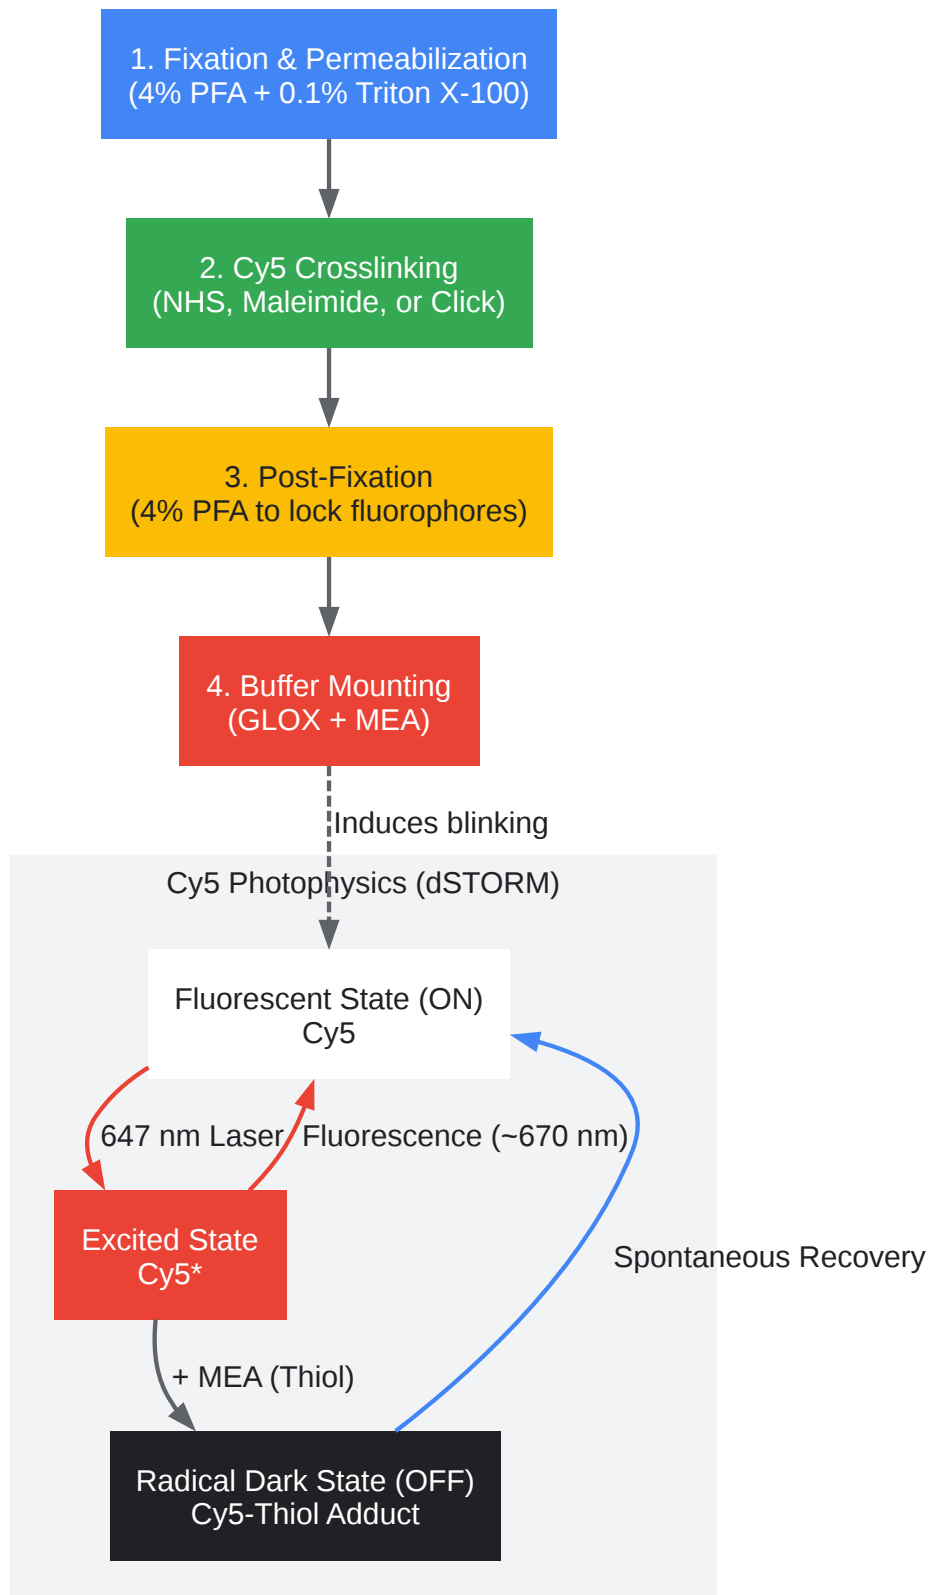 1. Fixation & Permeabilization
(4% PFA + 0.1% Triton X-100)
2. Cy5 Crosslinking
(NHS, Maleimide, or Click)
3. Post-Fixation
(4% PFA to lock fluorophores)
4. Buffer Mounting
(GLOX + MEA)
Induces blinking
Cy5 Photophysics (dSTORM)
Fluorescent State (ON)
Cy5
647 nm Laser
Fluorescence (~670 nm)
Excited State
Cy5*
Spontaneous Recovery
+ MEA (Thiol)
Radical Dark State (OFF)
Cy5-Thiol Adduct